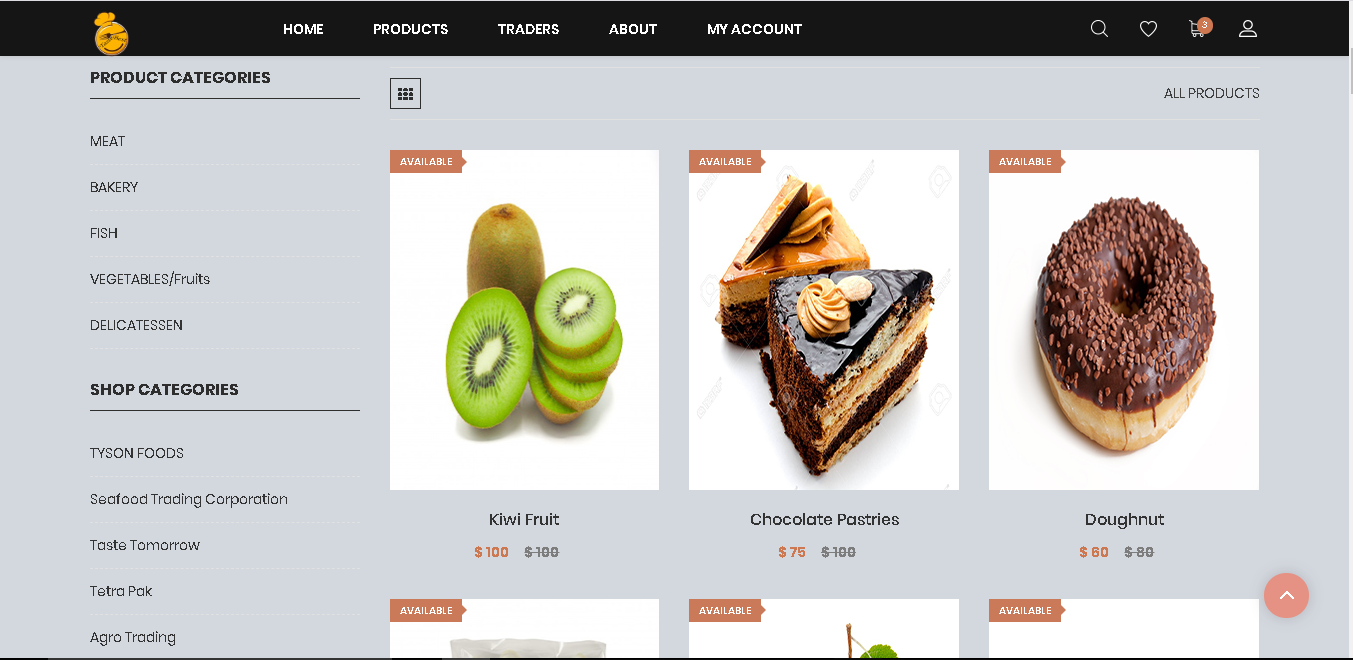 HOME PRODUCTS TRADERS ABOUT MY ACCOUNT 3
PRODUCT CATEGORIES
MEAT
BAKERY
FISH
VEGETABLES/Fruits
DELICATESSEN
SHOP CATEGORIES
TYSON FOODS
Seafood Trading Corporation
Taste Tomorrow
Tetra Pak
Agro Trading
ALL PRODUCTS
AVAILABLE AVAILABLE AVAILABLE
Kiwi Fruit Chocolate Pastries Doughnut
$ 100 $ 100 $ 75 $ 100 $ 60 $ 80
AVAILABLE AVAILABLE AVAILABLE